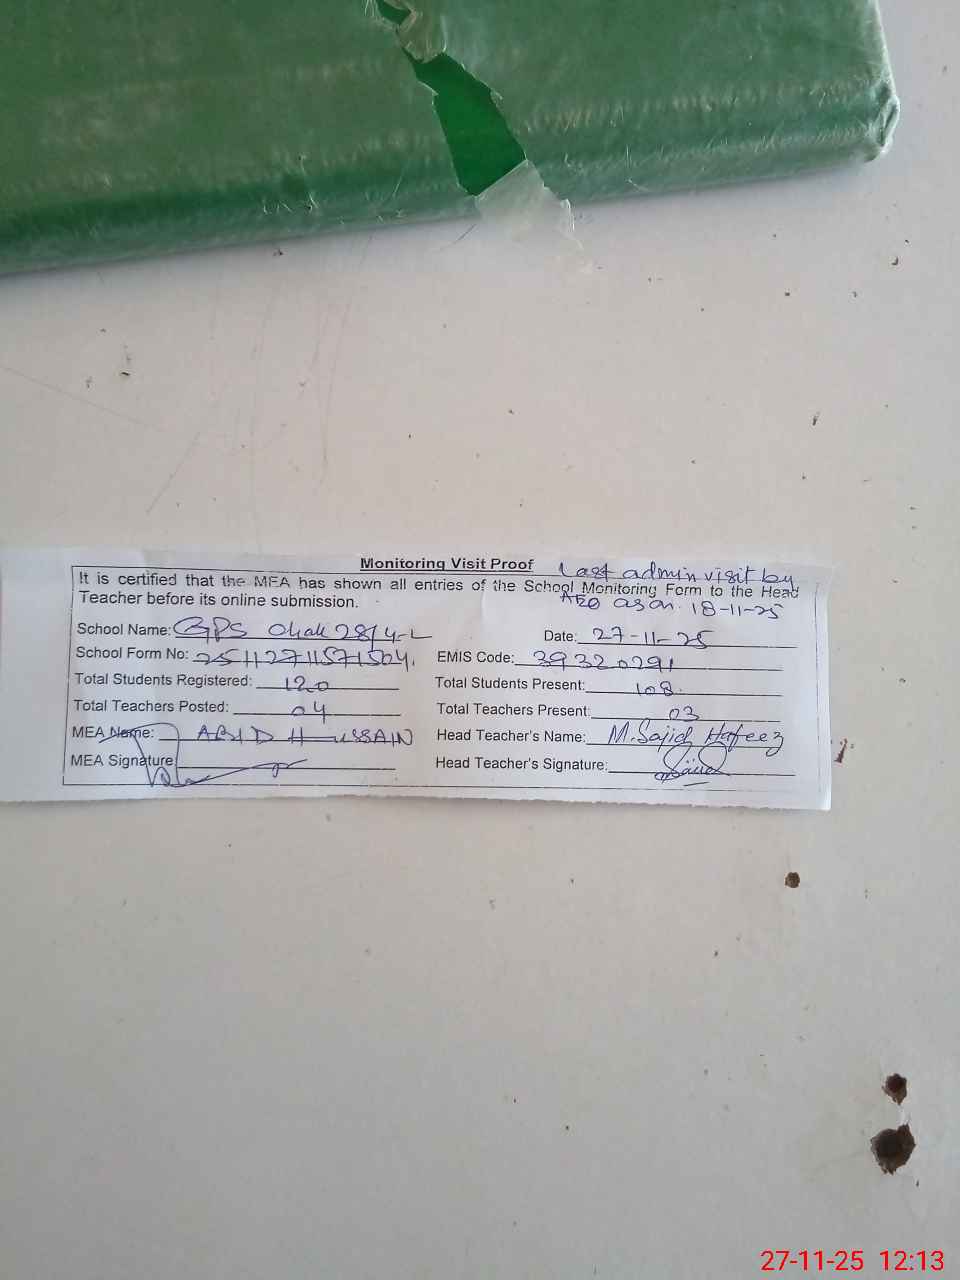 Monitoring Visit Proof
Last admin visit by
AEO as on. 18-11-25
It is certified that the MEA has shown all entries of the School Monitoring Form to the Head
Teacher before its online submission.
School Name: GPS Chak 28/4-L Date: 27-11-25
School Form No: 25112711571504. EMIS Code: 39320291
Total Students Registered: 120 Total Students Present: 108.
Total Teachers Posted: 04 Total Teachers Present: 03
MEA Name: ABID HUSSAIN Head Teacher's Name: M. Sajid Hafeez
MEA Signature: Head Teacher's Signature:
27-11-25 12:13